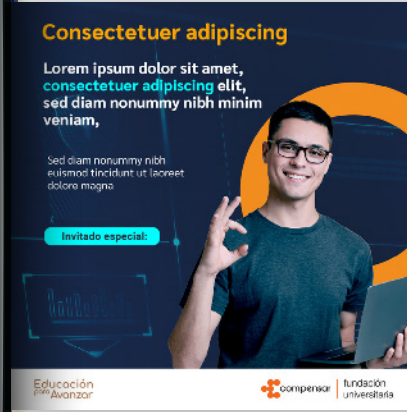 Consectetuer adipiscing
Lorem ipsum dolor sit amet,
consectetuer adipiscing elit,
sed diam nonummy nibh minim
veniam,
Sed diam nonummy nibh
euismod tincidunt ut laoreet
dolore magna
Invitado especial:
Educación
para Avanzar
compensar
fundación
universitaria